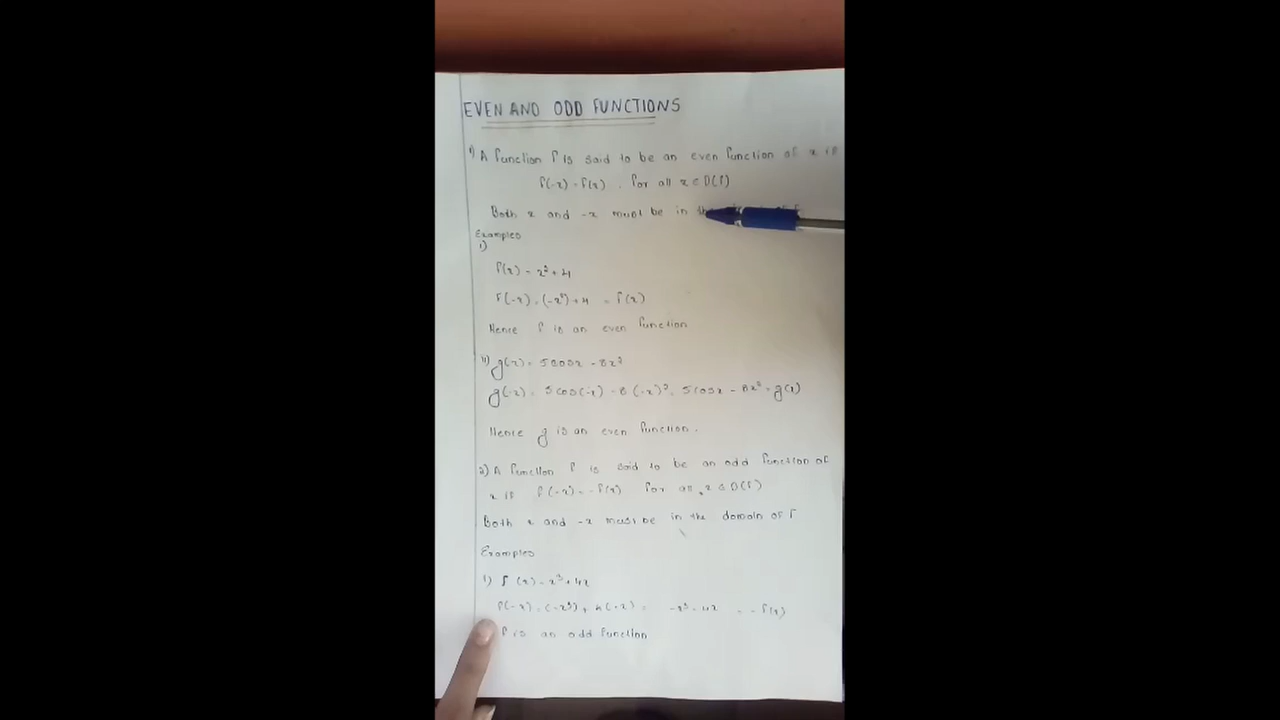 EVEN AND ODD FUNCTIONS
1) A function f is said to be an even function of x if
f(-x) = f(x) . for all x ∈ D(f)
Both x and -x must be in the
Examples
i)
f(x) = x² + 4
f(-x) = (-x²) + 4 = f(x)
Hence f is an even function
ii) g(x) = 5cosx - 8x²
g(-x) = 5cos(-x) - 8(-x)² = 5cosx - 8x² = g(x)
Hence g is an even function.
2) A function f is said to be an odd function of
x if f(-x) = -f(x) for all x ∈ D(f)
Both x and -x must be in the domain of f
Examples
i) f(x) = x³ + 4x
f(-x) = (-x³) + 4(-x) = -x³ - 4x = -f(x)
f is an odd function